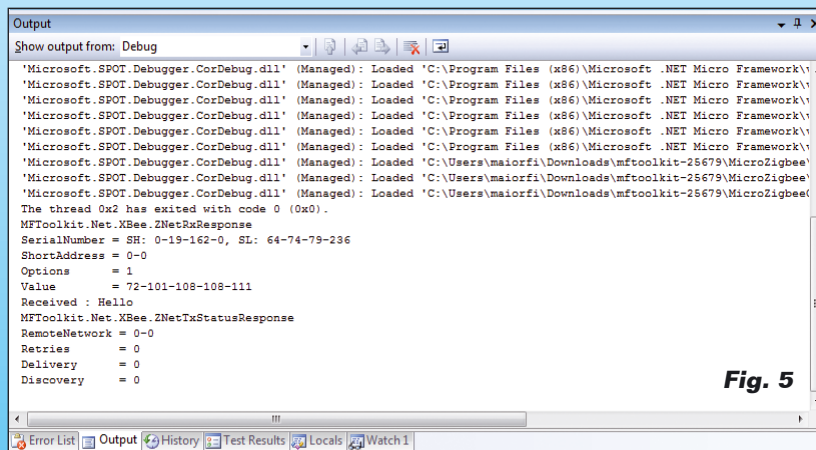 Output
Show output from: Debug
'Microsoft.SPOT.Debugger.CorDebug.dll' (Managed): Loaded 'C:\Program Files (x86)\Microsoft .NET Micro Framework\
'Microsoft.SPOT.Debugger.CorDebug.dll' (Managed): Loaded 'C:\Program Files (x86)\Microsoft .NET Micro Framework\
'Microsoft.SPOT.Debugger.CorDebug.dll' (Managed): Loaded 'C:\Program Files (x86)\Microsoft .NET Micro Framework\
'Microsoft.SPOT.Debugger.CorDebug.dll' (Managed): Loaded 'C:\Program Files (x86)\Microsoft .NET Micro Framework\
'Microsoft.SPOT.Debugger.CorDebug.dll' (Managed): Loaded 'C:\Program Files (x86)\Microsoft .NET Micro Framework\
'Microsoft.SPOT.Debugger.CorDebug.dll' (Managed): Loaded 'C:\Program Files (x86)\Microsoft .NET Micro Framework\
'Microsoft.SPOT.Debugger.CorDebug.dll' (Managed): Loaded 'C:\Users\maiorfi\Downloads\mftoolkit-25679\MicroZigbee\
'Microsoft.SPOT.Debugger.CorDebug.dll' (Managed): Loaded 'C:\Users\maiorfi\Downloads\mftoolkit-25679\MicroZigbee\
'Microsoft.SPOT.Debugger.CorDebug.dll' (Managed): Loaded 'C:\Users\maiorfi\Downloads\mftoolkit-25679\Microzigbee
The thread 0x2 has exited with code 0 (0x0).
MFToolkit.Net.XBee.ZNetRxResponse
SerialNumber = SH: 0-19-162-0, SL: 64-74-79-236
ShortAddress = 0-0
Options = 1
Value = 72-101-108-108-111
Received : Hello
MFToolkit.Net.XBee.ZNetTxStatusResponse
RemoteNetwork = 0-0
Retries = 0
Delivery = 0
Discovery = 0
Fig. 5
Error List Output History Test Results Locals Watch 1